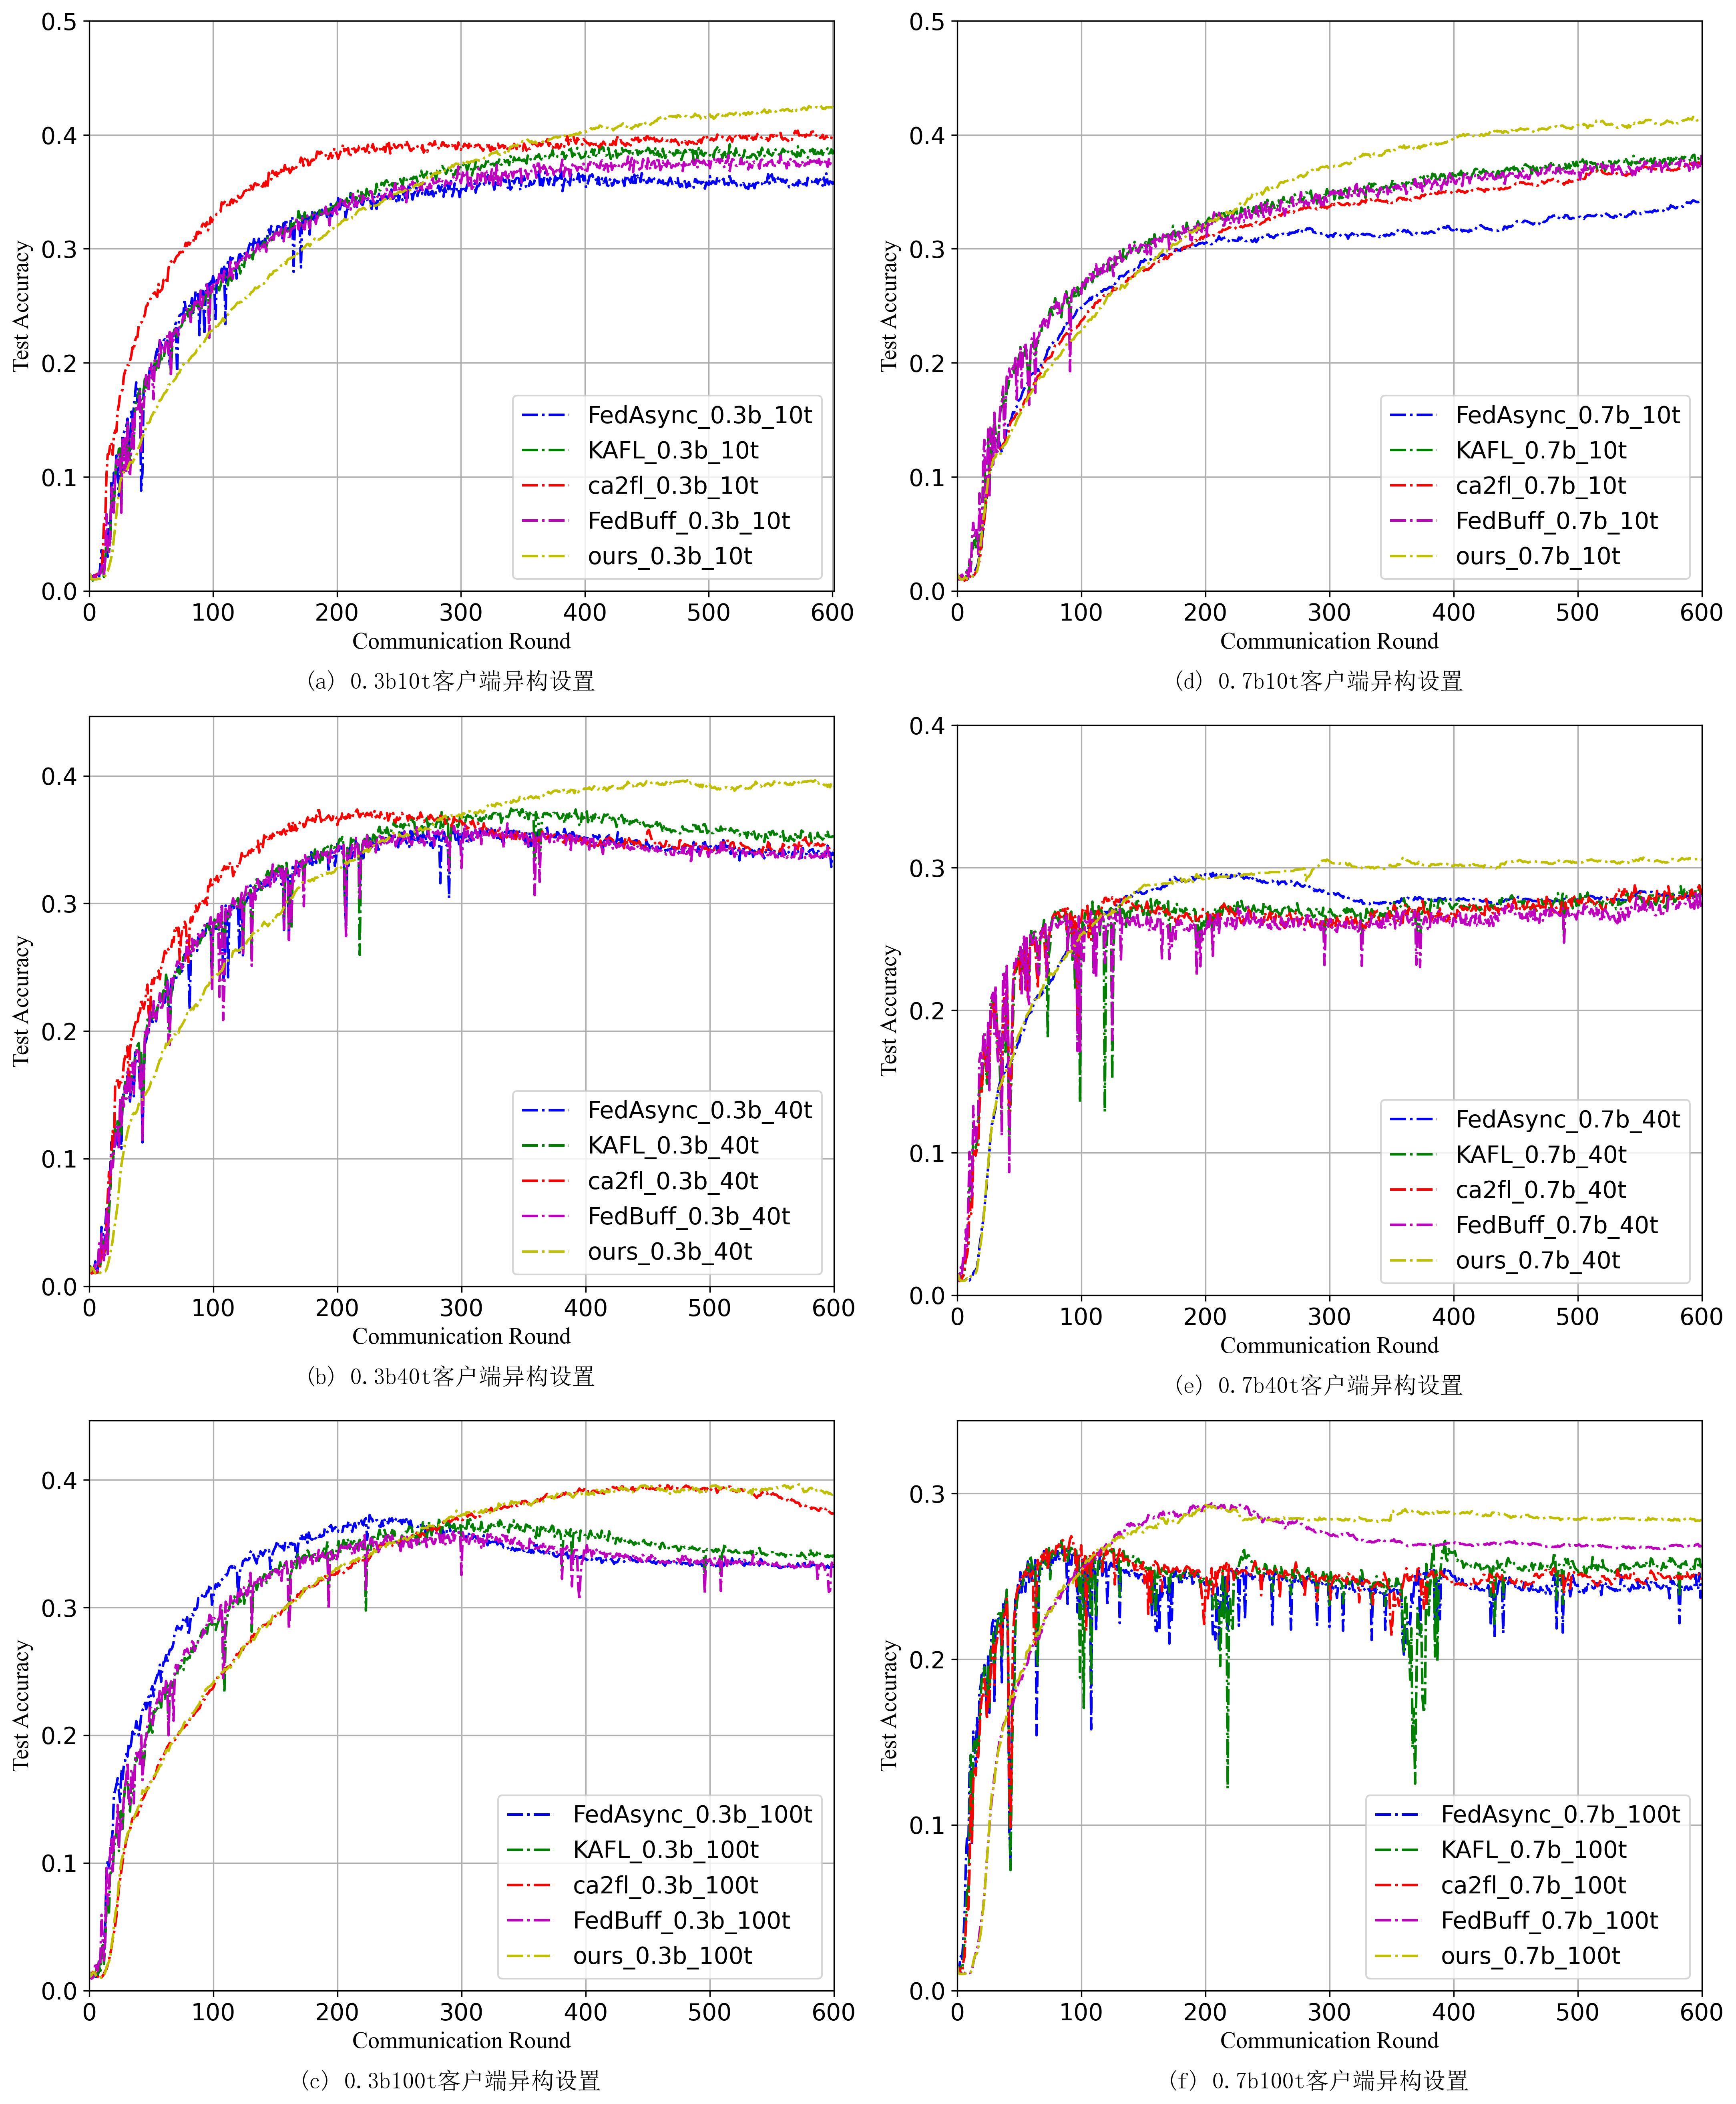 0.5
0.4
0.3
0.2
0.1
0.0
Test Accuracy
FedAsync_0.3b_10t
KAFL_0.3b_10t
ca2fl_0.3b_10t
FedBuff_0.3b_10t
ours_0.3b_10t
0 100 200 300 400 500 600
Communication Round
(a) 0.3b10t客户端异构设置
0.5
0.4
0.3
0.2
0.1
0.0
Test Accuracy
FedAsync_0.7b_10t
KAFL_0.7b_10t
ca2fl_0.7b_10t
FedBuff_0.7b_10t
ours_0.7b_10t
0 100 200 300 400 500 600
Communication Round
(d) 0.7b10t客户端异构设置
0.4
0.3
0.2
0.1
0.0
Test Accuracy
FedAsync_0.3b_40t
KAFL_0.3b_40t
ca2fl_0.3b_40t
FedBuff_0.3b_40t
ours_0.3b_40t
0 100 200 300 400 500 600
Communication Round
(b) 0.3b40t客户端异构设置
0.4
0.3
0.2
0.1
0.0
Test Accuracy
FedAsync_0.7b_40t
KAFL_0.7b_40t
ca2fl_0.7b_40t
FedBuff_0.7b_40t
ours_0.7b_40t
0 100 200 300 400 500 600
Communication Round
(e) 0.7b40t客户端异构设置
0.4
0.3
0.2
0.1
0.0
Test Accuracy
FedAsync_0.3b_100t
KAFL_0.3b_100t
ca2fl_0.3b_100t
FedBuff_0.3b_100t
ours_0.3b_100t
0 100 200 300 400 500 600
Communication Round
(c) 0.3b100t客户端异构设置
0.3
0.2
0.1
0.0
Test Accuracy
FedAsync_0.7b_100t
KAFL_0.7b_100t
ca2fl_0.7b_100t
FedBuff_0.7b_100t
ours_0.7b_100t
0 100 200 300 400 500 600
Communication Round
(f) 0.7b100t客户端异构设置